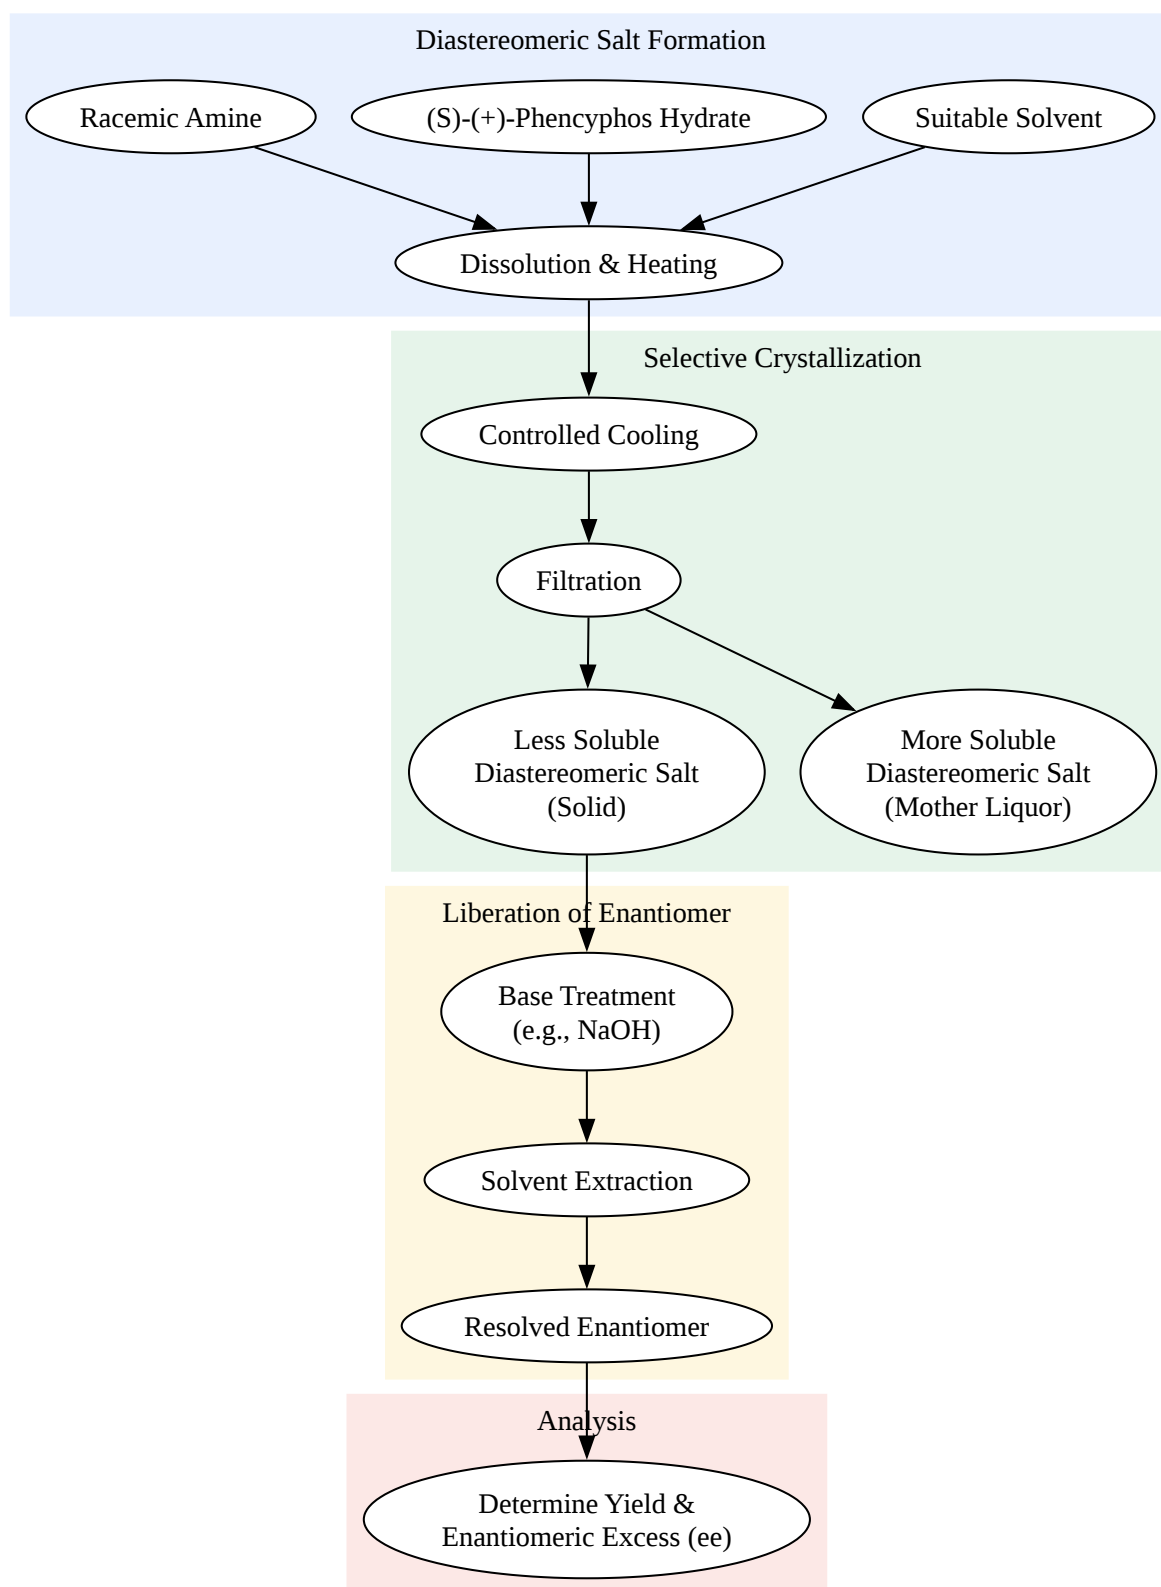 Diastereomeric Salt Formation
Racemic Amine
(S)-(+)-Phencyphos Hydrate
Suitable Solvent
Dissolution & Heating
Selective Crystallization
Controlled Cooling
Filtration
Less Soluble
Diastereomeric Salt
(Solid)
More Soluble
Diastereomeric Salt
(Mother Liquor)
Liberation of Enantiomer
Base Treatment
(e.g., NaOH)
Solvent Extraction
Resolved Enantiomer
Analysis
Determine Yield &
Enantiomeric Excess (ee)